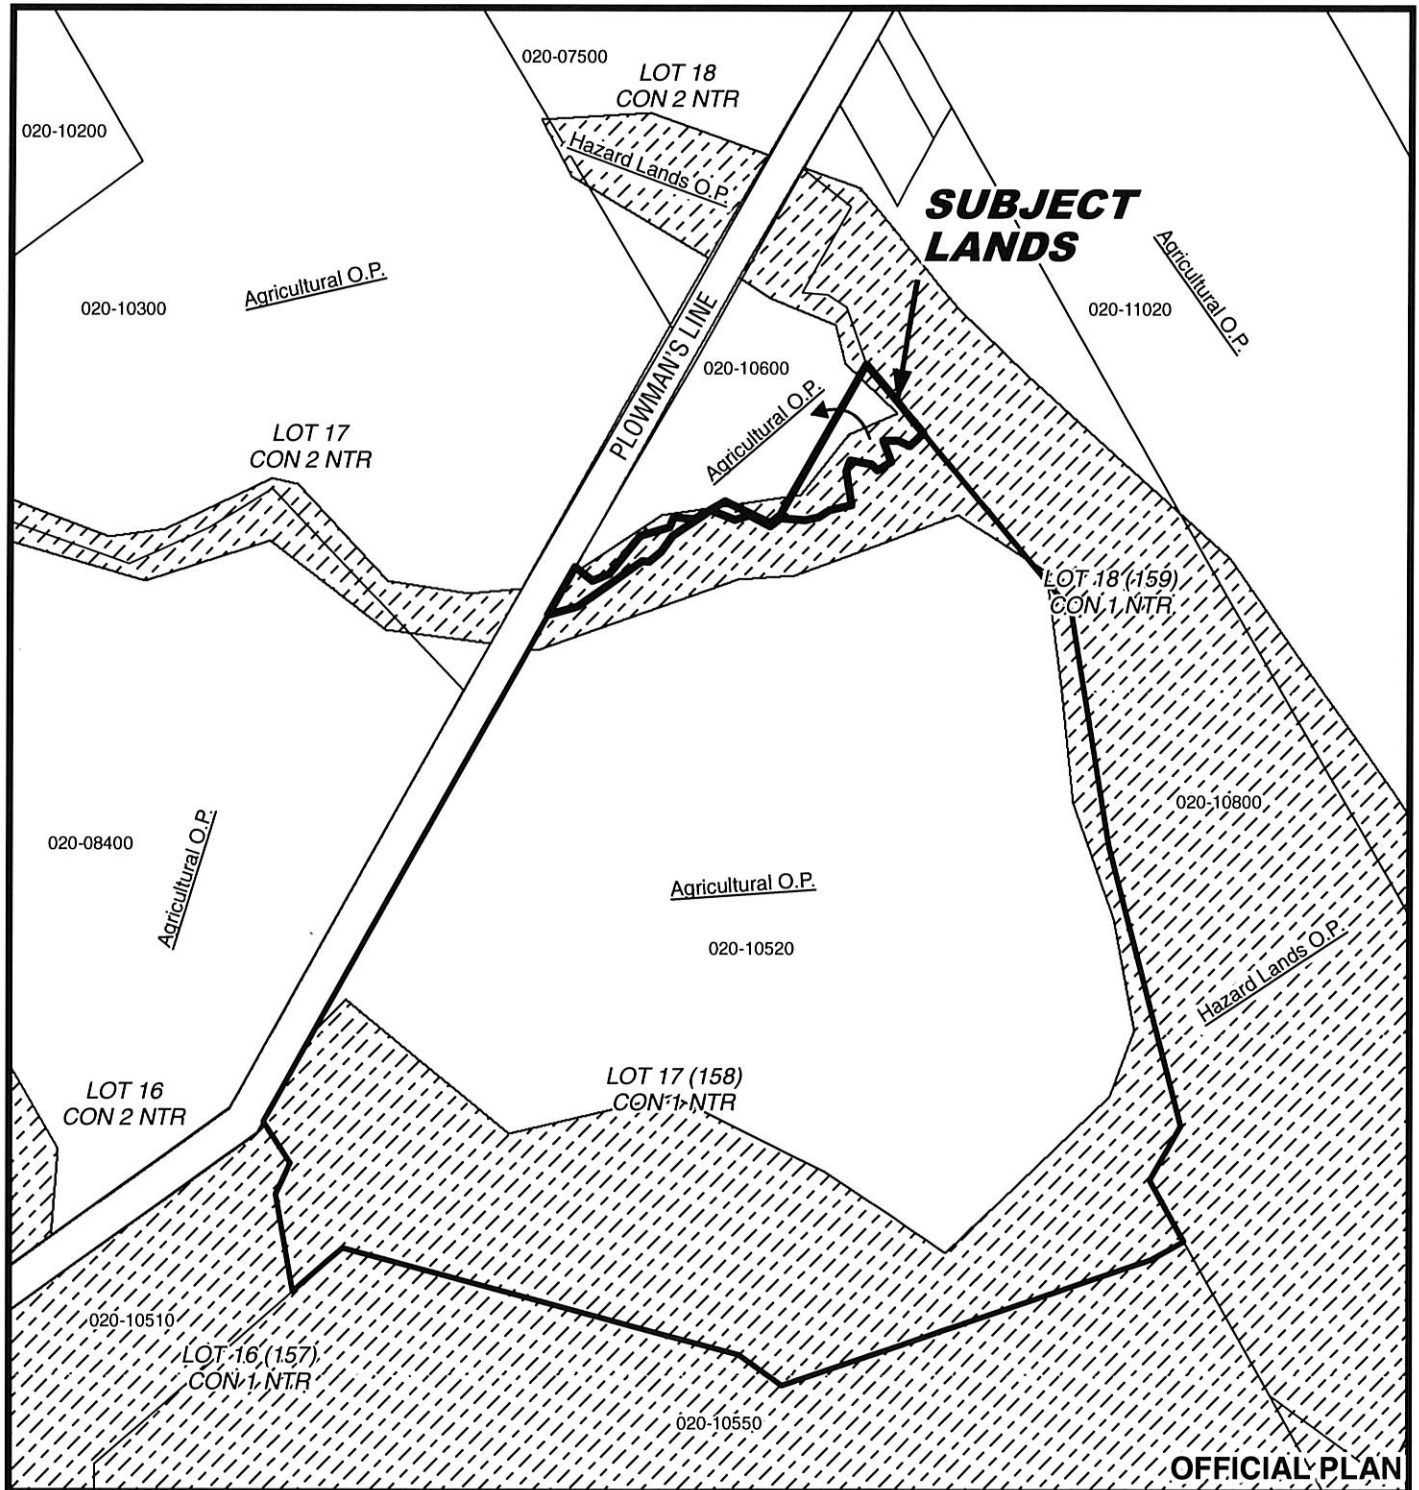 020-07500
LOT 18
CON 2 NTR
020-10200
Hazard Lands O.P.
SUBJECT
LANDS
Agricultural O.P.
Agricultural O.P.
020-10300
020-11020
PLOWMAN'S LINE
020-10600
Agricultural O.P.
LOT 17
CON 2 NTR
LOT 18 (159)
CON 1 NTR
020-10800
020-08400
Agricultural O.P.
Agricultural O.P.
020-10520
Hazard Lands O.P.
LOT 16
CON 2 NTR
LOT 17 (158)
CON 1 NTR
020-10510
LOT 16 (157)
CON 1 NTR
020-10550
OFFICIAL PLAN